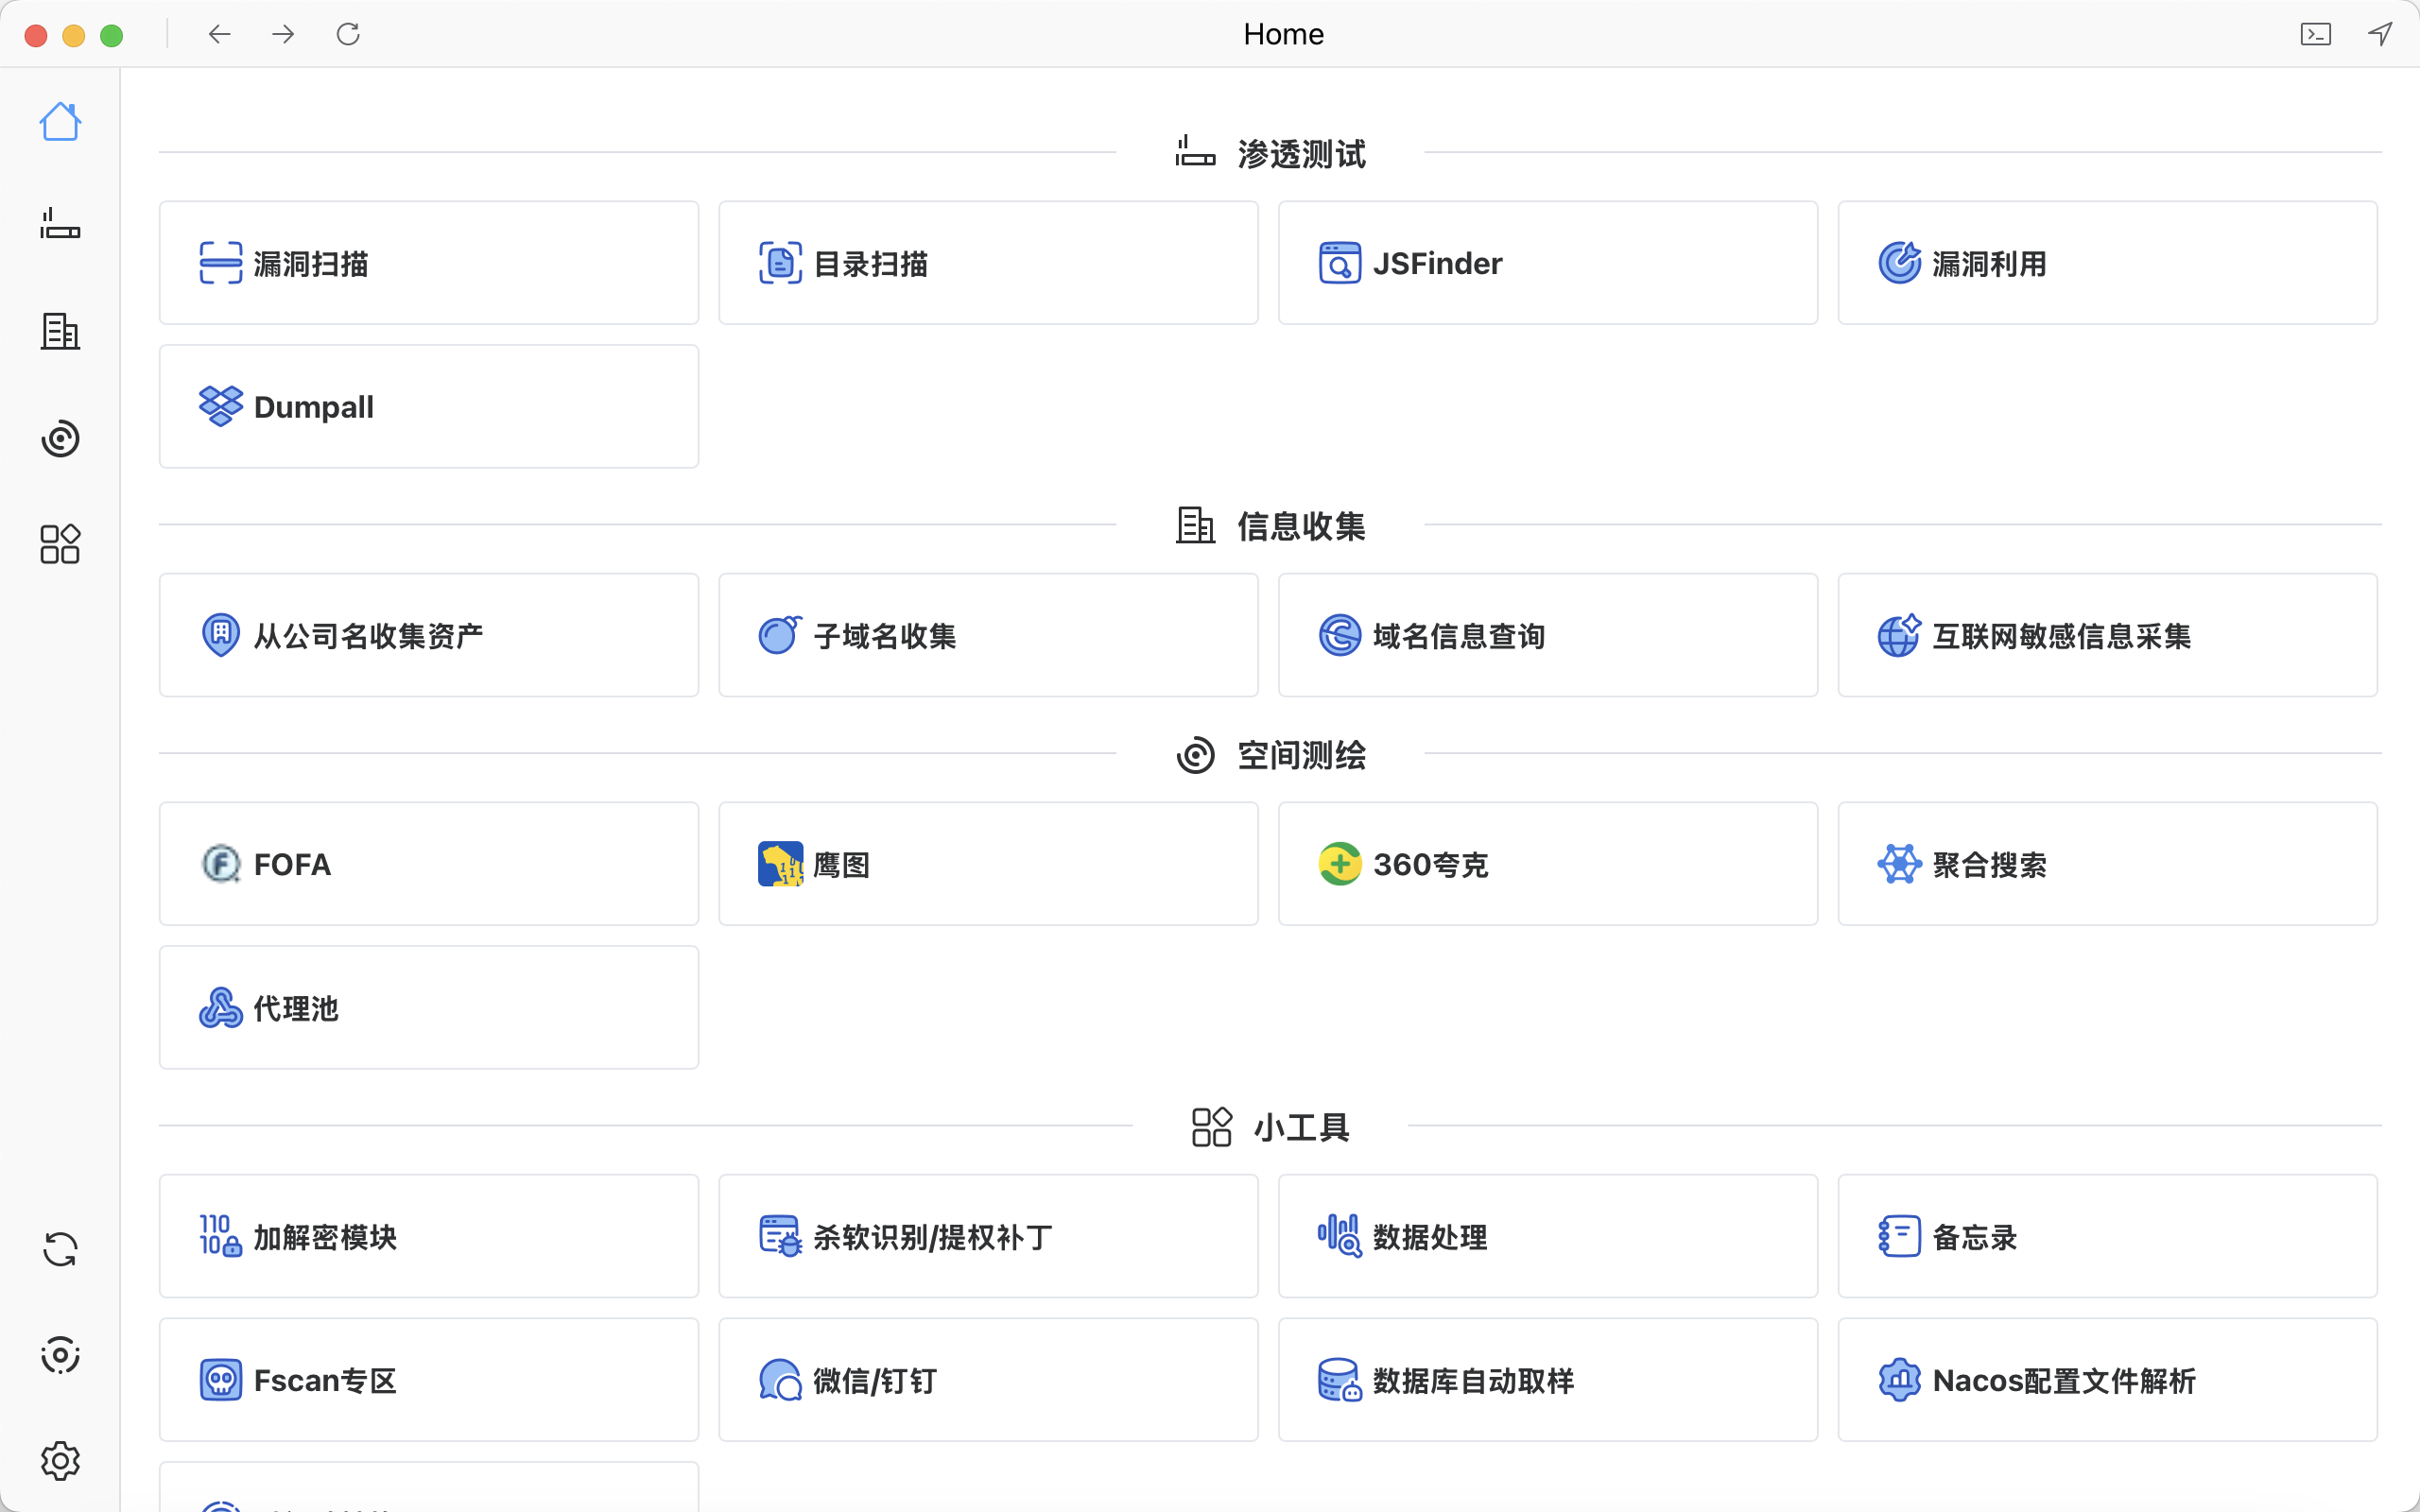 Home
渗透测试
漏洞扫描
目录扫描
JSFinder
漏洞利用
Dumpall
信息收集
从公司名收集资产
子域名收集
域名信息查询
互联网敏感信息采集
空间测绘
FOFA
鹰图
360夸克
聚合搜索
代理池
小工具
加解密模块
杀软识别/提权补丁
数据处理
备忘录
Fscan专区
微信/钉钉
数据库自动取样
Nacos配置文件解析